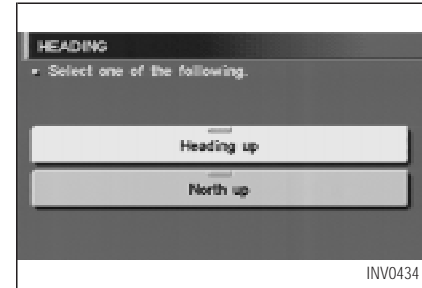 HEADING
Select one of the following.
Heading up
North up
INV0434